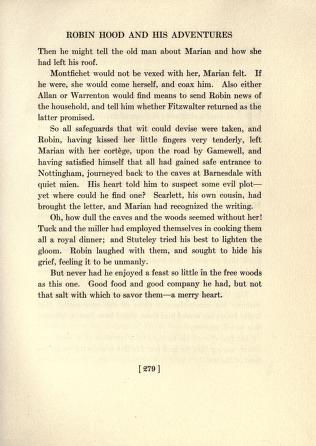 ROBIN HOOD AND HIS ADVENTURES
Then he might tell the old man about Marian and how she
had left his roof.
Montfichet would not be vexed with her, Marian felt. If
he were, she would come herself, and coax him. Also either
Allan or Warrenton would find means to send Robin news of
the household, and tell him whether Fitzwalter returned as the
latter promised.
So all safeguards that wit could devise were taken, and
Robin, having kissed her little fingers very tenderly, left
Marian with her cortège, upon the road by Gamewell, and
having satisfied himself that all had gained safe entrance to
Nottingham, journeyed back to the caves at Barnesdale with
quiet mien. His heart told him to suspect some evil plot—
yet where could he find one? Scarlett, his own cousin, had
brought the letter, and Marian had recognized the writing.
Oh, how dull the caves and the woods seemed without her!
Tuck and the miller had employed themselves in cooking them
all a royal dinner; and Stuteley tried his best to lighten the
gloom. Robin laughed with them, and sought to hide his
grief, feeling it to be unmanly.
But never had he enjoyed a feast so little in the free woods
as this one. Good food and good company he had, but not
that salt with which to savor them—a merry heart.
[ 279 ]